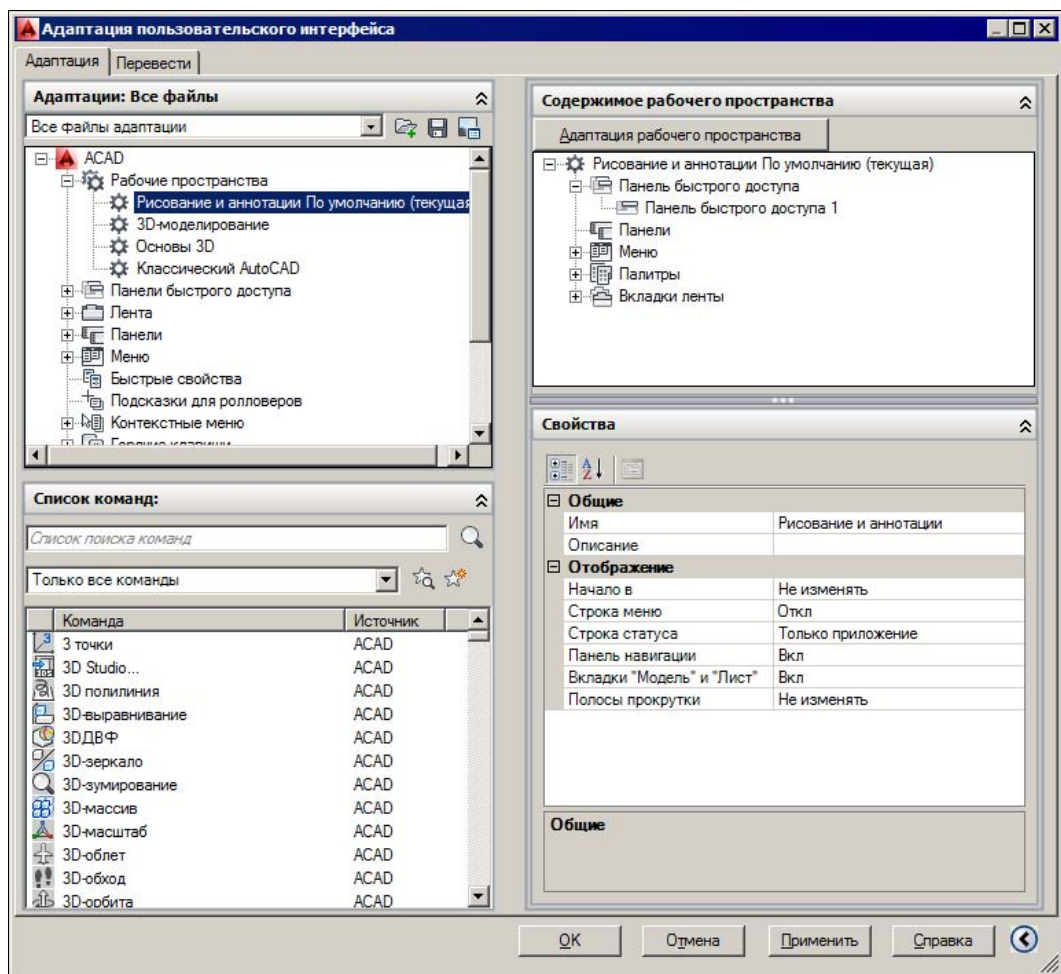 Адаптация пользовательского интерфейса
Адаптация
Перевести
Адаптации: Все файлы
Все файлы адаптации
ACAD
Рабочие пространства
Рисование и аннотации По умолчанию (текущая
3D-моделирование
Основы 3D
Классический AutoCAD
Панели быстрого доступа
Лента
Панели
Меню
Быстрые свойства
Подсказки для ролловеров
Контекстные меню
Горячие клавиши
Список команд:
Список поиска команд
Только все команды
Команда Источник
3 точки ACAD
3D Studio... ACAD
3D полилиния ACAD
3D-выравнивание ACAD
3DДВФ ACAD
3D-зеркало ACAD
3D-зумирование ACAD
3D-массив ACAD
3D-масштаб ACAD
3D-облет ACAD
3D-обход ACAD
3D-орбита ACAD
Содержимое рабочего пространства
Адаптация рабочего пространства
Рисование и аннотации По умолчанию (текущая)
Панель быстрого доступа
Панель быстрого доступа 1
Панели
Меню
Палитры
Вкладки ленты
Свойства
Общие
Имя Рисование и аннотации
Описание
Отображение
Начало в Не изменять
Строка меню Откл
Строка статуса Только приложение
Панель навигации Вкл
Вкладки "Модель" и "Лист" Вкл
Полосы прокрутки Не изменять
Общие
OK Отмена Применить Справка